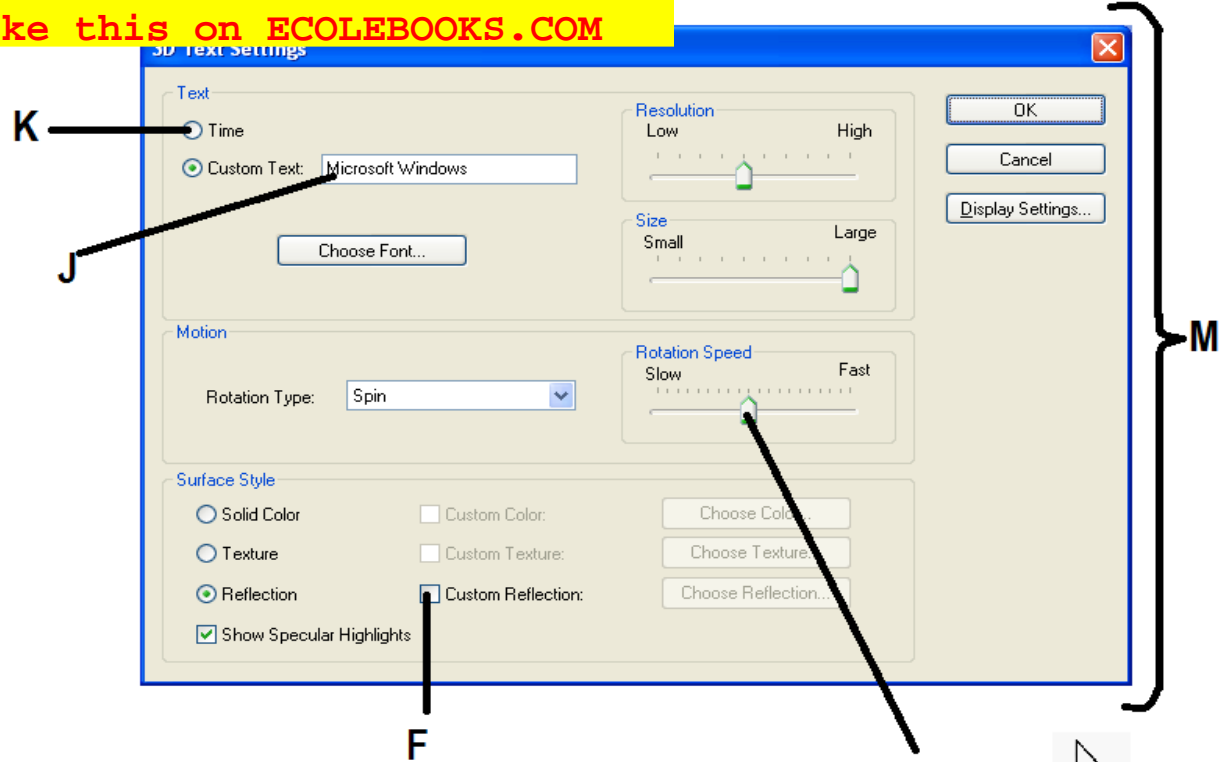 ke this on ECOLEBOOKS.COM
3D Text Settings
Text
K
Time
Custom Text: Microsoft Windows
J
Choose Font...
Resolution
Low High
Size
Small Large
OK
Cancel
Display Settings...
M
Motion
Rotation Type: Spin
Rotation Speed
Slow Fast
Surface Style
Solid Color Custom Color: Choose Color...
Texture Custom Texture: Choose Texture...
Reflection Custom Reflection: Choose Reflection...
Show Specular Highlights
F